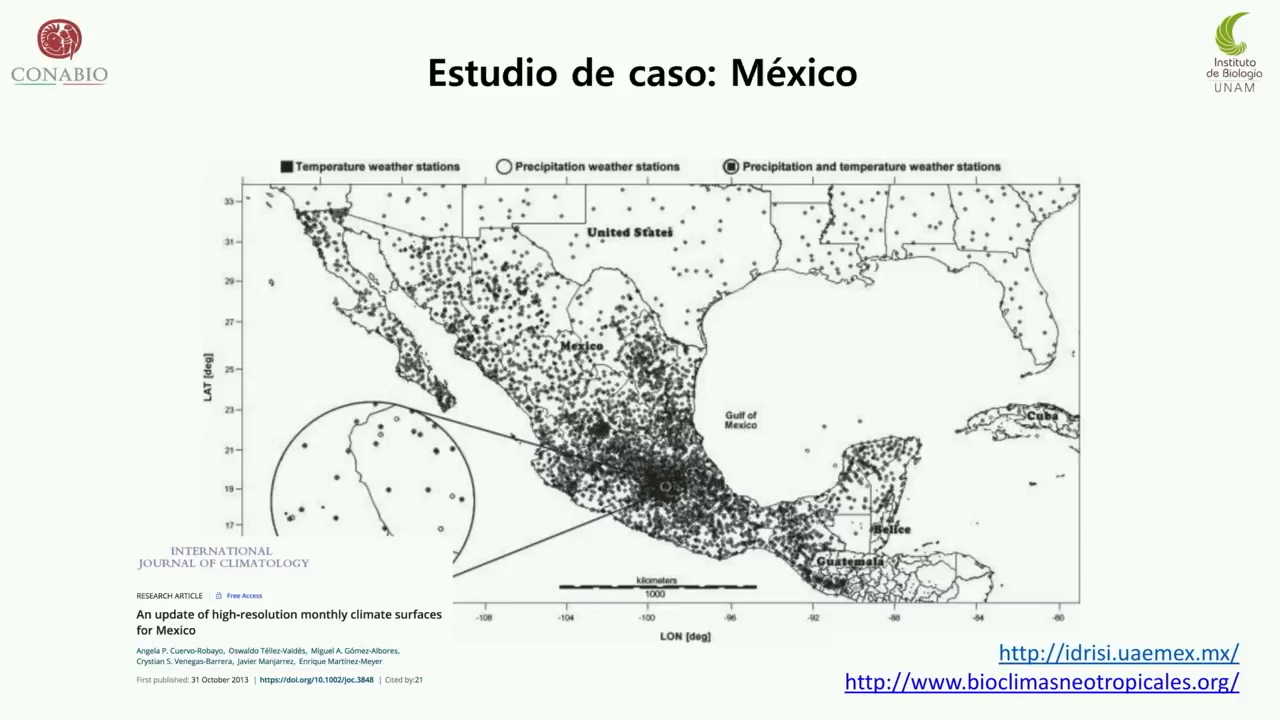 CONABIO
Estudio de caso: México
Instituto
de Biología
UNAM
Temperature weather stations
Precipitation weather stations
Precipitation and temperature weather stations
33
31
29
27
25
23
21
19
17
LAT [deg]
United States
Mexico
Gulf of
Mexico
Cuba
Belice
Guatemala
kilometers
1000
-108
-104
-100
-96
-92
-88
-84
-80
LON [deg]
INTERNATIONAL
JOURNAL OF CLIMATOLOGY
RESEARCH ARTICLE
Free Access
An update of high-resolution monthly climate surfaces
for Mexico
Angela P. Cuervo-Robayo, Oswaldo Téllez-Valdés, Miguel A. Gómez-Albores,
Crystian S. Venegas-Barrera, Javier Manjarrez, Enrique Martínez-Meyer
First published: 31 October 2013 | https://doi.org/10.1002/joc.3848 | Cited by:21
http://idrisi.uaemex.mx/
http://www.bioclimasneotropicales.org/